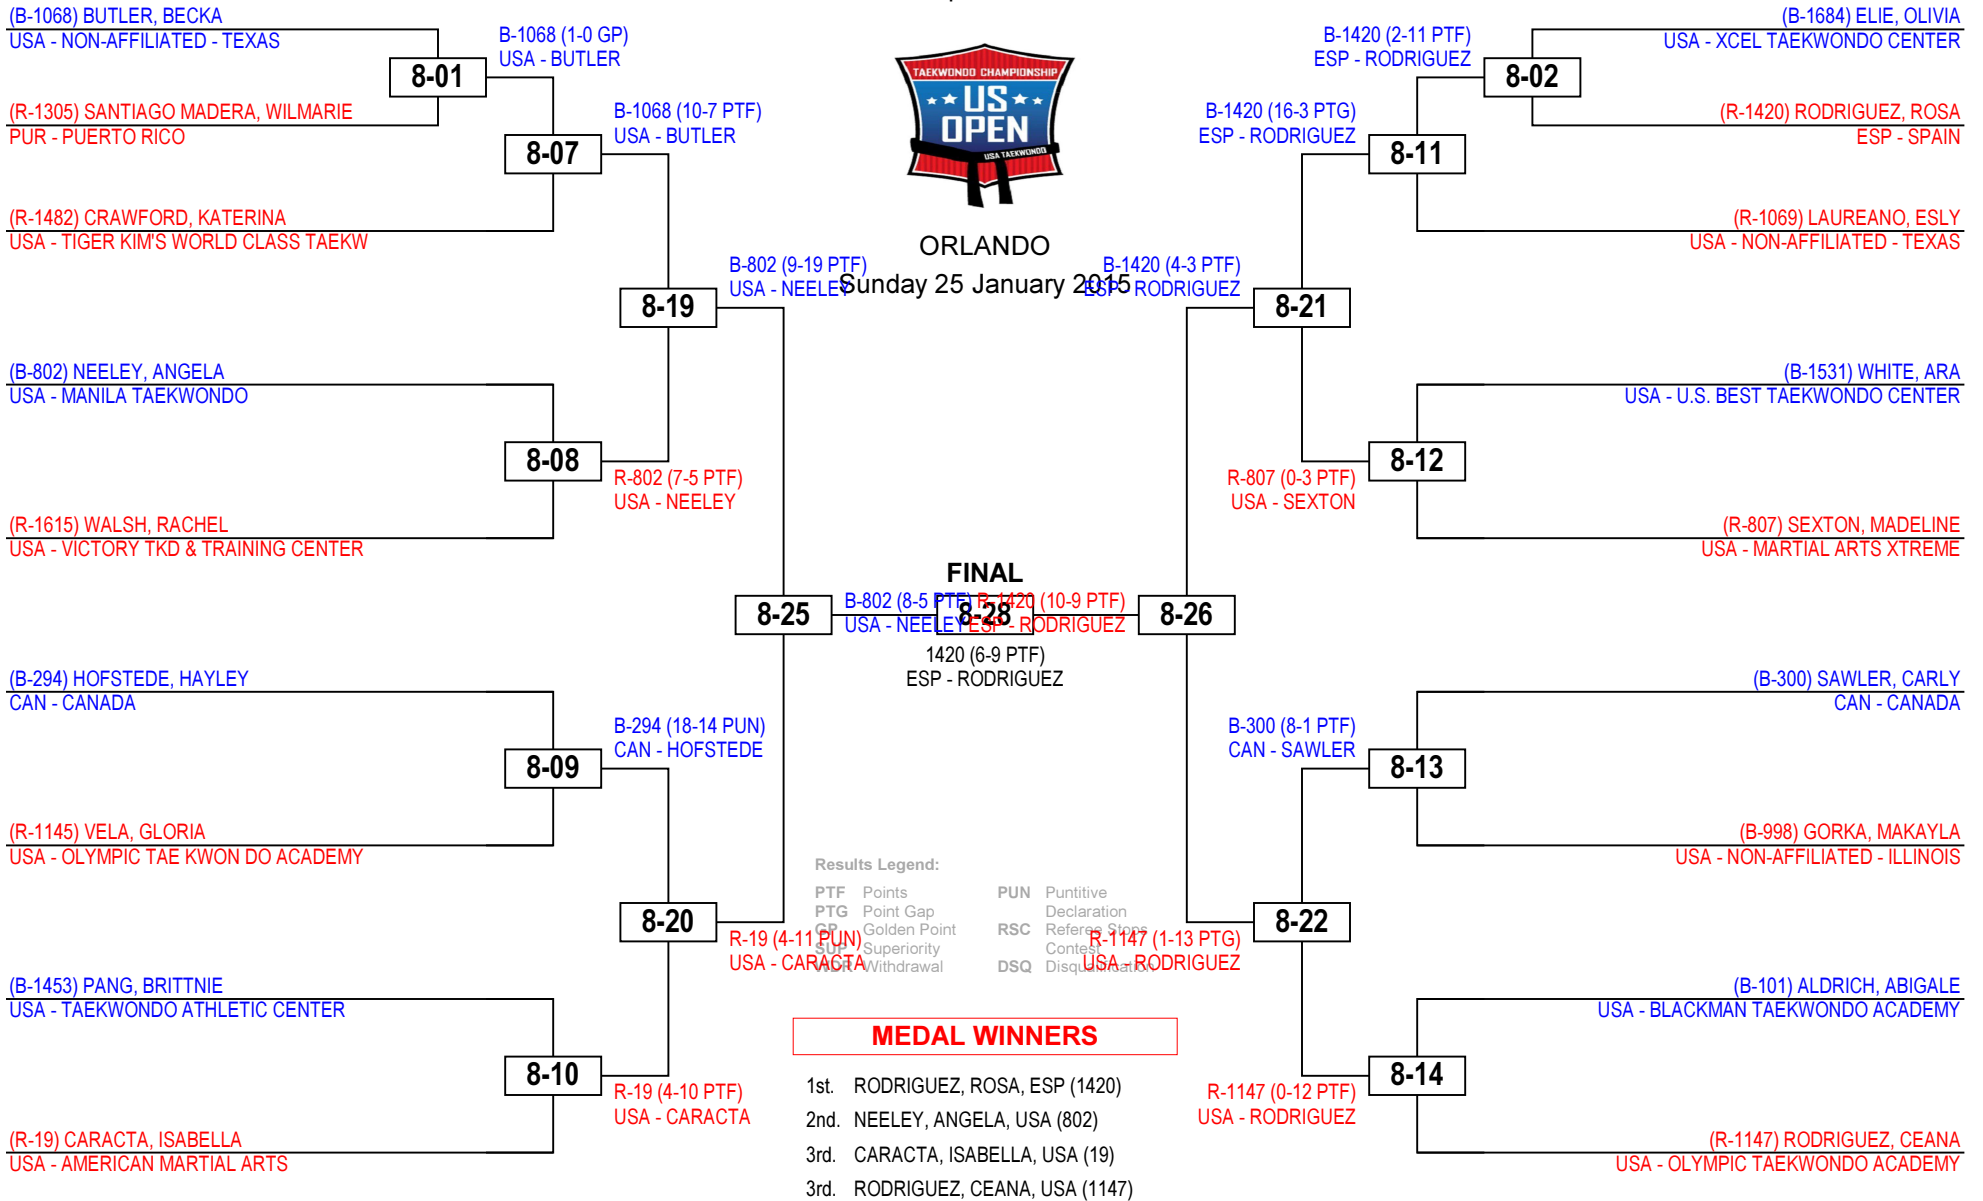 (B-1068) BUTLER, BECKA
USA - NON-AFFILIATED - TEXAS
8-01
B-1068 (1-0 GP)
USA - BUTLER
(R-1305) SANTIAGO MADERA, WILMARIE
PUR - PUERTO RICO
8-07
B-1068 (10-7 PTF)
USA - BUTLER
(R-1482) CRAWFORD, KATERINA
USA - TIGER KIM'S WORLD CLASS TAEKW
8-19
B-802 (9-19 PTF)
USA - NEELEY
(B-802) NEELEY, ANGELA
USA - MANILA TAEKWONDO
8-08
R-802 (7-5 PTF)
USA - NEELEY
(R-1615) WALSH, RACHEL
USA - VICTORY TKD & TRAINING CENTER
8-25
B-802 (8-5 PTF)
USA - NEELEY
(B-294) HOFSTEDE, HAYLEY
CAN - CANADA
8-09
B-294 (18-14 PUN)
CAN - HOFSTEDE
(R-1145) VELA, GLORIA
USA - OLYMPIC TAE KWON DO ACADEMY
8-20
R-19 (4-11 PUN)
USA - CARACTA
(B-1453) PANG, BRITTNIE
USA - TAEKWONDO ATHLETIC CENTER
8-10
R-19 (4-10 PTF)
USA - CARACTA
(R-19) CARACTA, ISABELLA
USA - AMERICAN MARTIAL ARTS
TAEKWONDO CHAMPIONSHIP
US
OPEN
USA TAEKWONDO
ORLANDO
Sunday 25 January 2015
FINAL
8-28
1420 (6-9 PTF)
ESP - RODRIGUEZ
(B-1684) ELIE, OLIVIA
USA - XCEL TAEKWONDO CENTER
8-02
B-1420 (2-11 PTF)
ESP - RODRIGUEZ
(R-1420) RODRIGUEZ, ROSA
ESP - SPAIN
8-11
B-1420 (16-3 PTG)
ESP - RODRIGUEZ
(R-1069) LAUREANO, ESLY
USA - NON-AFFILIATED - TEXAS
8-21
B-1420 (4-3 PTF)
ESP - RODRIGUEZ
(B-1531) WHITE, ARA
USA - U.S. BEST TAEKWONDO CENTER
8-12
R-807 (0-3 PTF)
USA - SEXTON
(R-807) SEXTON, MADELINE
USA - MARTIAL ARTS XTREME
8-26
R-1420 (10-9 PTF)
ESP - RODRIGUEZ
(B-300) SAWLER, CARLY
CAN - CANADA
8-13
B-300 (8-1 PTF)
CAN - SAWLER
(B-998) GORKA, MAKAYLA
USA - NON-AFFILIATED - ILLINOIS
8-22
R-1147 (1-13 PTG)
USA - RODRIGUEZ
(B-101) ALDRICH, ABIGALE
USA - BLACKMAN TAEKWONDO ACADEMY
8-14
R-1147 (0-12 PTF)
USA - RODRIGUEZ
(R-1147) RODRIGUEZ, CEANA
USA - OLYMPIC TAEKWONDO ACADEMY
Results Legend:
PTF Points
PTG Point Gap
GP Golden Point
SUP Superiority
WDR Withdrawal
PUN Puntitive
Declaration
RSC Referee Stops
Contest
DSQ Disqualification
MEDAL WINNERS
1st. RODRIGUEZ, ROSA, ESP (1420)
2nd. NEELEY, ANGELA, USA (802)
3rd. CARACTA, ISABELLA, USA (19)
3rd. RODRIGUEZ, CEANA, USA (1147)